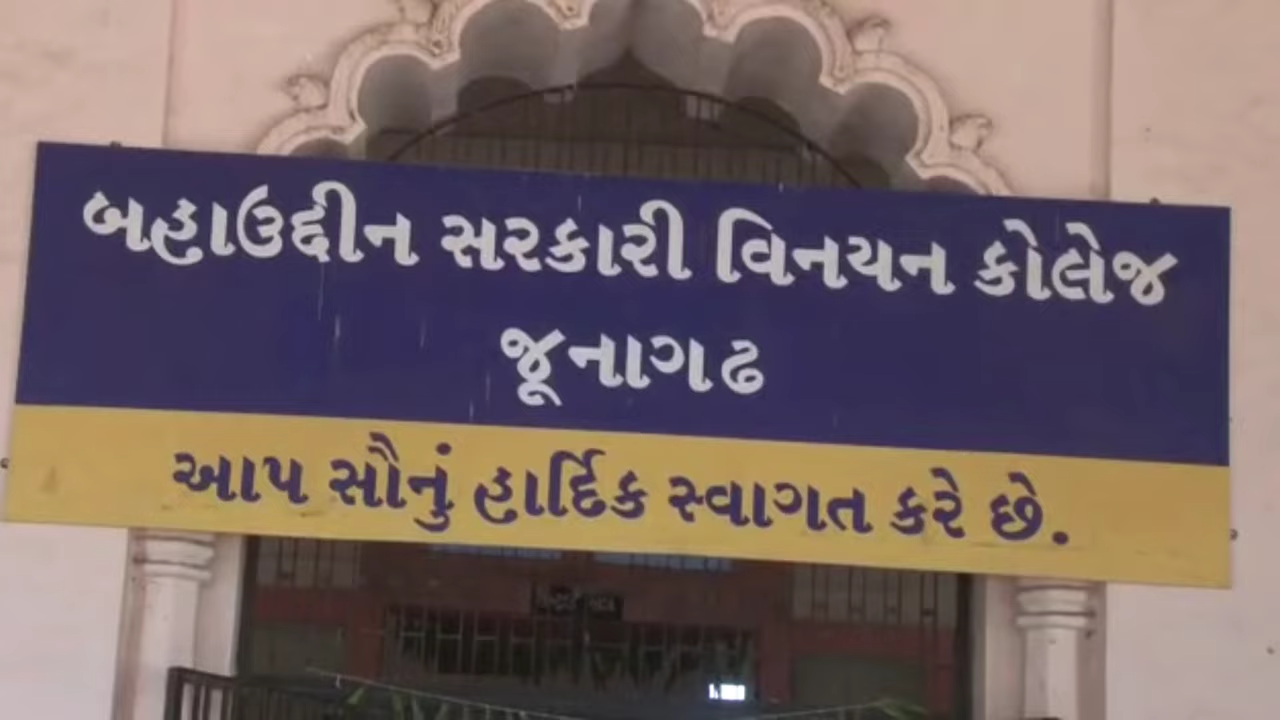 બહાઉદ્દીન સરકારી વિનયન કોલેજ
જૂનાગઢ
આપ સૌનું હાર્દિક સ્વાગત કરે છે.